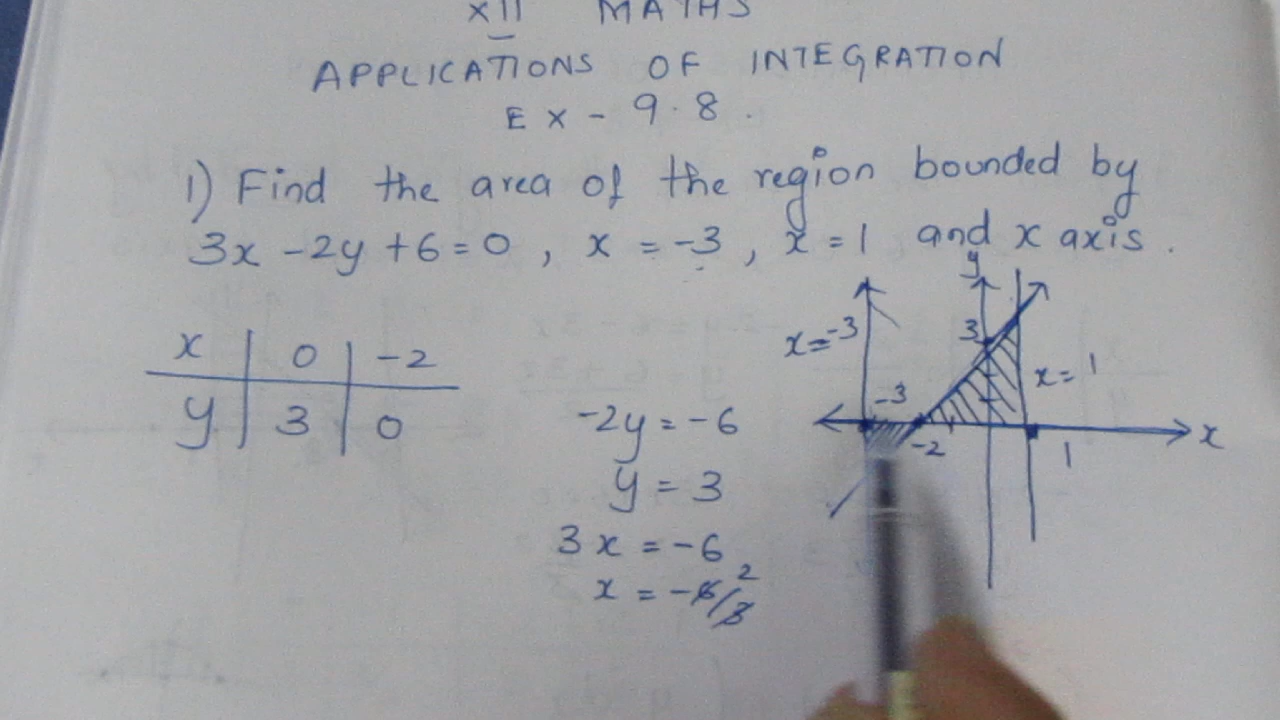 XII MATHS
APPLICATIONS OF INTEGRATION
EX - 9.8.
1) Find the area of the region bounded by
3x - 2y + 6 = 0, x = -3, x = 1 and x axis.
x | 0 | -2
y | 3 | 0
-2y = -6
y = 3
3x = -6
x = -6/3 2
y
x = -3
3
x = 1
-3
-2
1
x